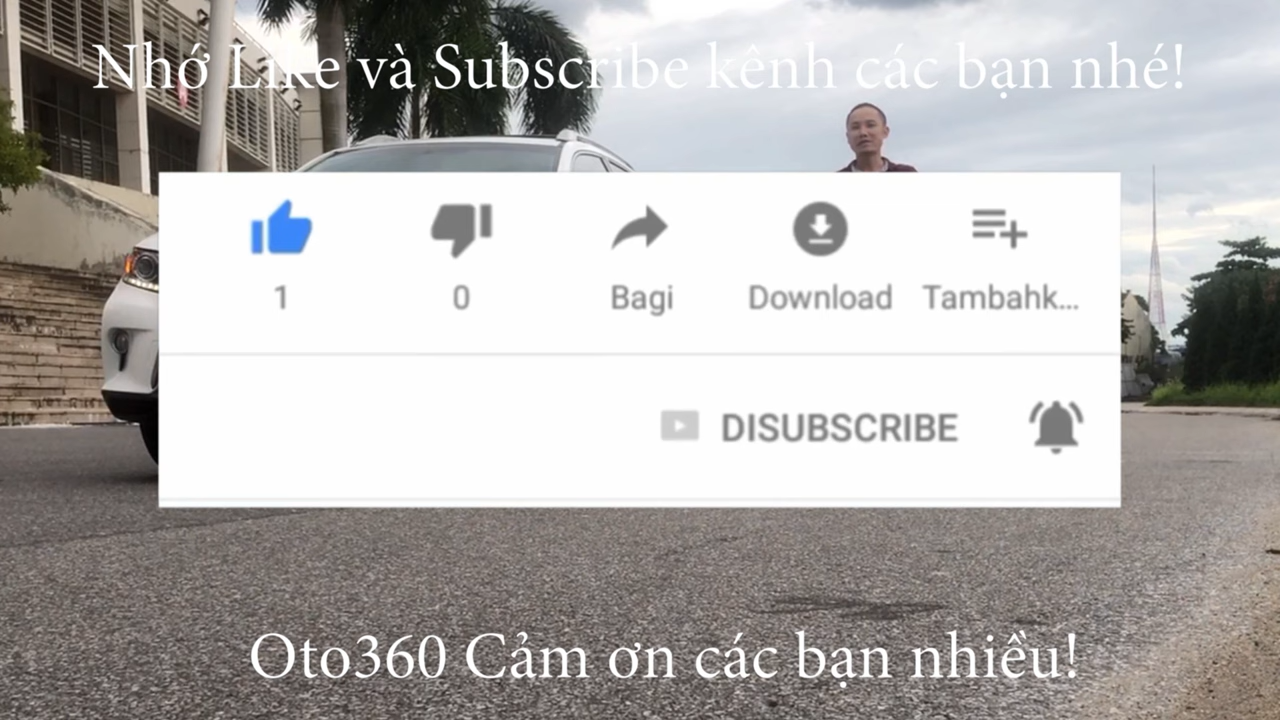 Nhớ Like và Subscribe kênh các bạn nhé!
1 0 Bagi Download Tambahk...
DISUBSCRIBE
Oto360 Cảm ơn các bạn nhiều!